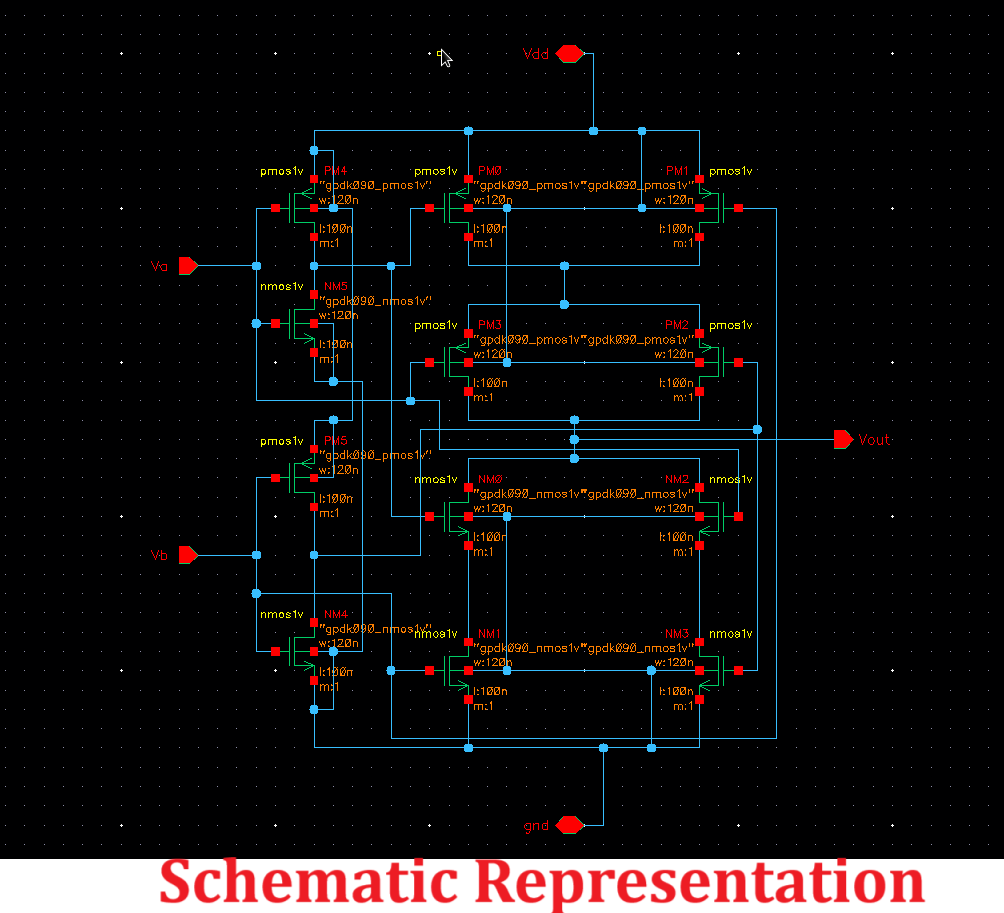 Vdd
pmos1v PM4 pmos1v PM0 PM1 pmos1v
"gpdk090_pmos1v" "gpdk090_pmos1v" "gpdk090_pmos1v"
w:120n w:120n w:120n
l:100n l:100n l:100n
m:1 m:1 m:1
Va
nmos1v NM5
"gpdk090_nmos1v"
w:120n
l:100n
m:1
pmos1v PM3 PM2 pmos1v
"gpdk090_pmos1v" "gpdk090_pmos1v"
w:120n w:120n
l:100n l:100n
m:1 m:1
Vout
pmos1v PM5
"gpdk090_pmos1v"
w:120n
l:100n
m:1
nmos1v NM0 NM2 nmos1v
"gpdk090_nmos1v" "gpdk090_nmos1v"
w:120n w:120n
l:100n l:100n
m:1 m:1
Vb
nmos1v NM4
"gpdk090_nmos1v"
w:120n
l:100n
m:1
nmos1v NM1 NM3 nmos1v
"gpdk090_nmos1v" "gpdk090_nmos1v"
w:120n w:120n
l:100n l:100n
m:1 m:1
gnd
Schematic Representation